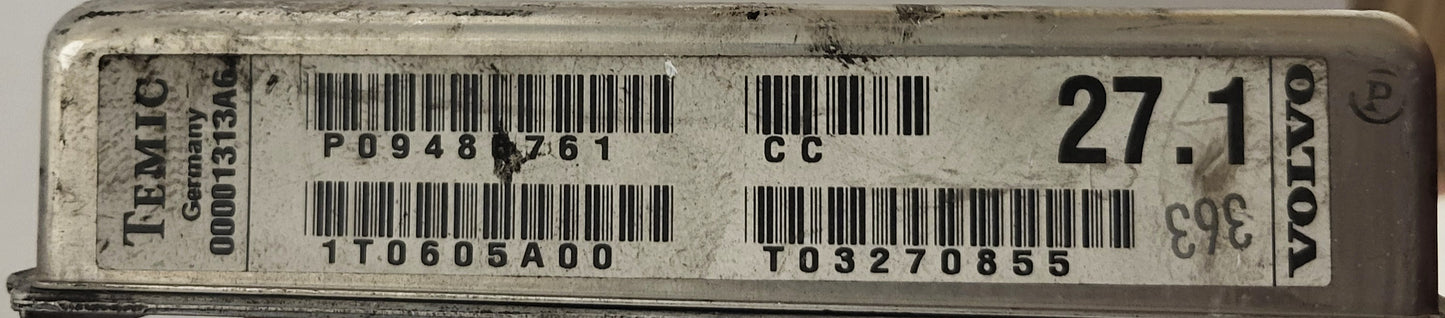 TEMIC
Germany
00001313A6
CC
27.1
1T0605A00
T03270855
363
VOLVO